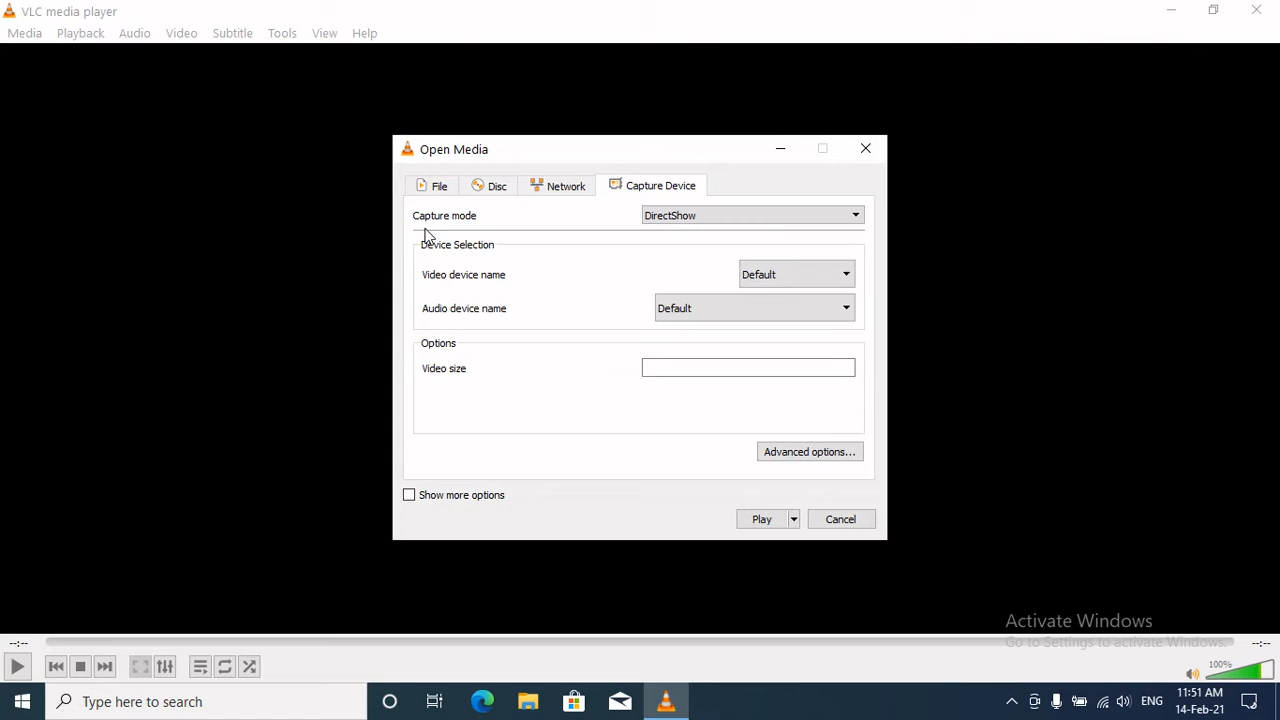 VLC media player
Media Playback Audio Video Subtitle Tools View Help
Open Media
File Disc Network Capture Device
Capture mode DirectShow
Device Selection
Video device name Default
Audio device name Default
Options
Video size
Advanced options...
Show more options
Play Cancel
Activate Windows
Go to Settings to activate Windows.
--:-- --:--
100%
Type here to search
ENG
11:51 AM
14-Feb-21